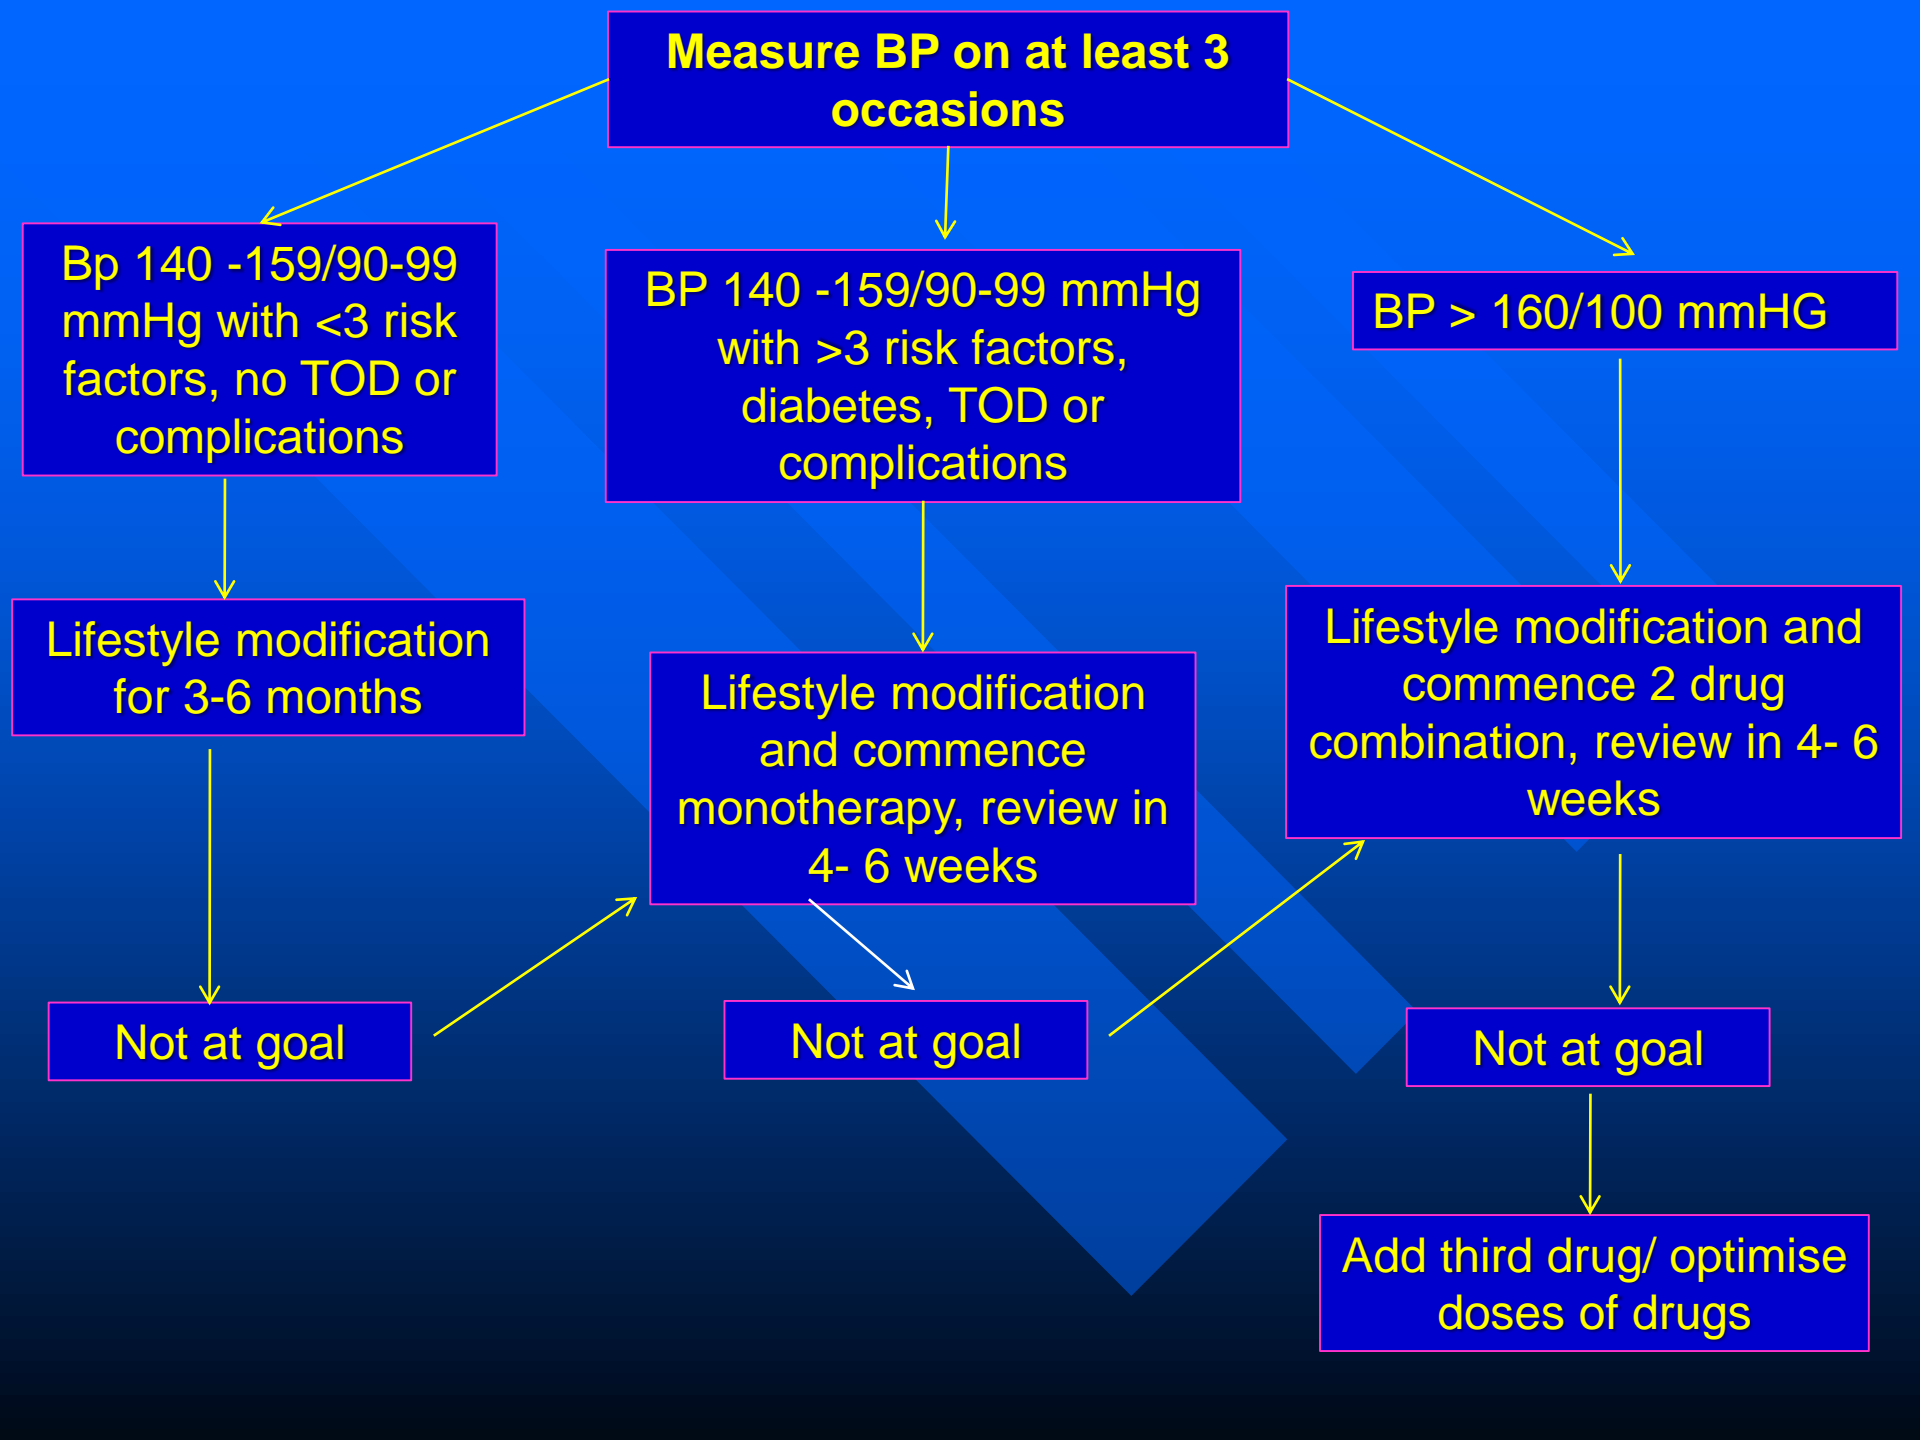 Measure BP on at least 3
occasions
Bp 140 -159/90-99
mmHg with <3 risk
factors, no TOD or
complications
BP 140 -159/90-99 mmHg
with >3 risk factors,
diabetes, TOD or
complications
BP > 160/100 mmHG
Lifestyle modification
for 3-6 months
Lifestyle modification
and commence
monotherapy, review in
4- 6 weeks
Lifestyle modification and
commence 2 drug
combination, review in 4- 6
weeks
Not at goal
Not at goal
Not at goal
Add third drug/ optimise
doses of drugs